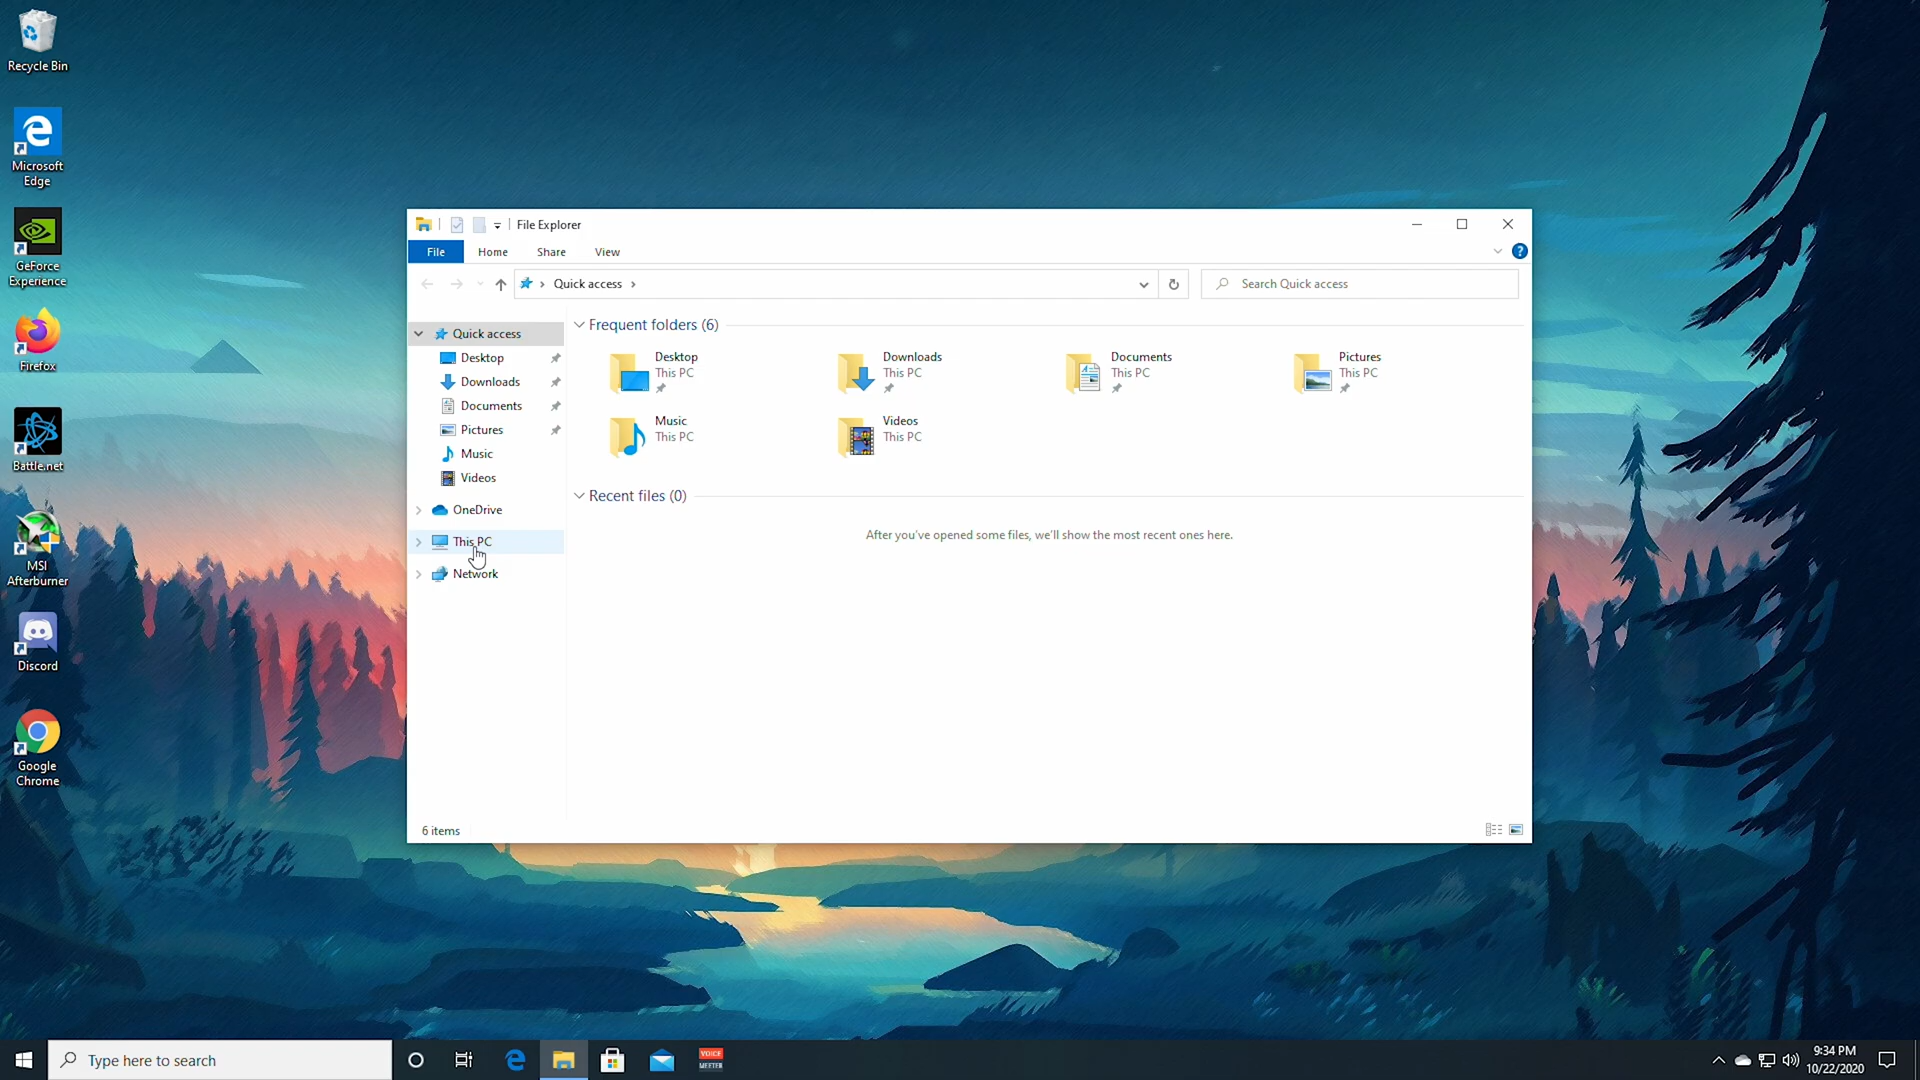 Recycle Bin
Microsoft
Edge
GeForce
Experience
Firefox
Battle.net
MSI
Afterburner
Discord
Google
Chrome
File Explorer
File
Home
Share
View
?
Quick access
Search Quick access
Quick access
Desktop
Downloads
Documents
Pictures
Music
Videos
OneDrive
This PC
Network
Frequent folders (6)
Desktop
This PC
Downloads
This PC
Documents
This PC
Pictures
This PC
Music
This PC
Videos
This PC
Recent files (0)
After you've opened some files, we'll show the most recent ones here.
6 items
Type here to search
VOICE
MEETER
9:34 PM
10/22/2020